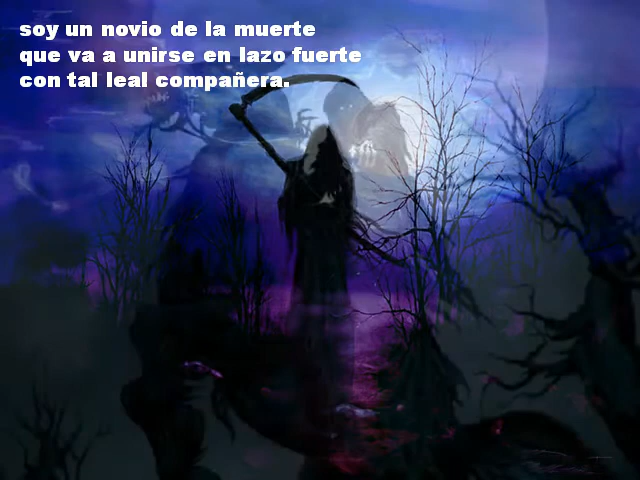 soy un novio de la muerte
que va a unirse en lazo fuerte
con tal leal compañera.